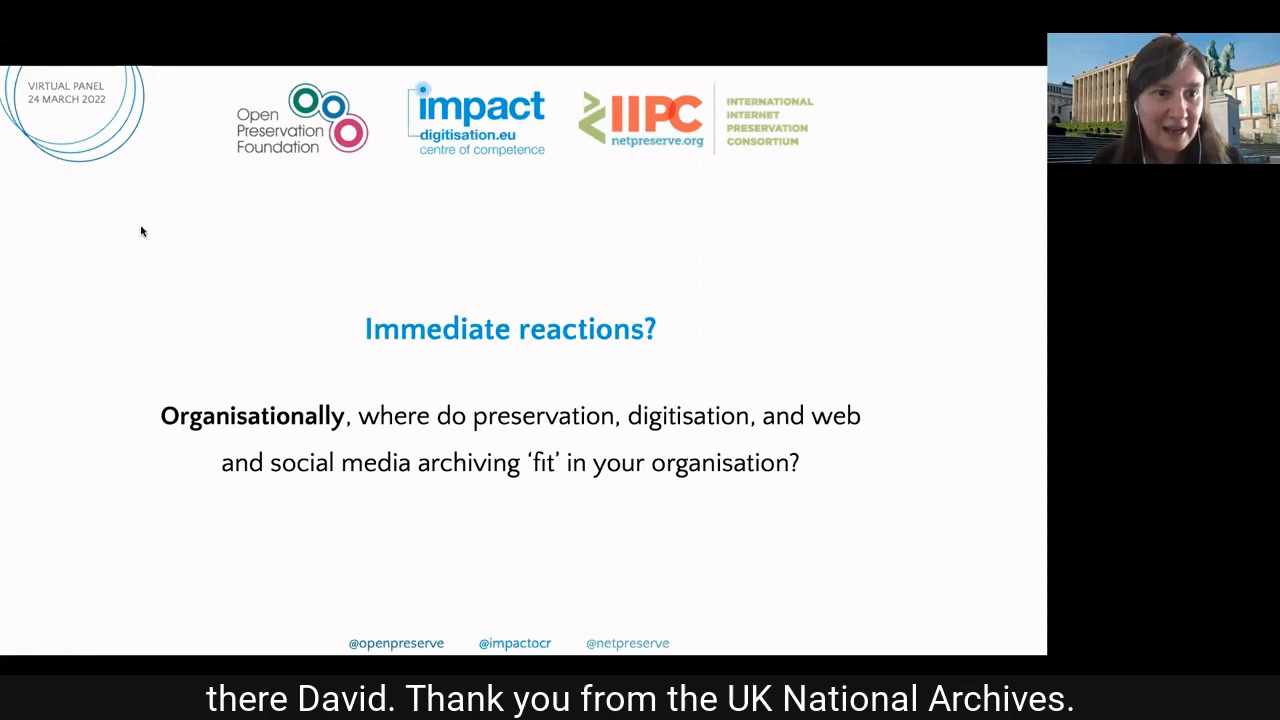 VIRTUAL PANEL
24 MARCH 2022
Open
Preservation
Foundation
impact
digitisation.eu
centre of competence
IIPC
netpreserve.org
INTERNATIONAL
INTERNET
PRESERVATION
CONSORTIUM
Immediate reactions?
Organisationally, where do preservation, digitisation, and web
and social media archiving ‘fit’ in your organisation?
@openpreserve @impactocr @netpreserve
there David. Thank you from the UK National Archives.